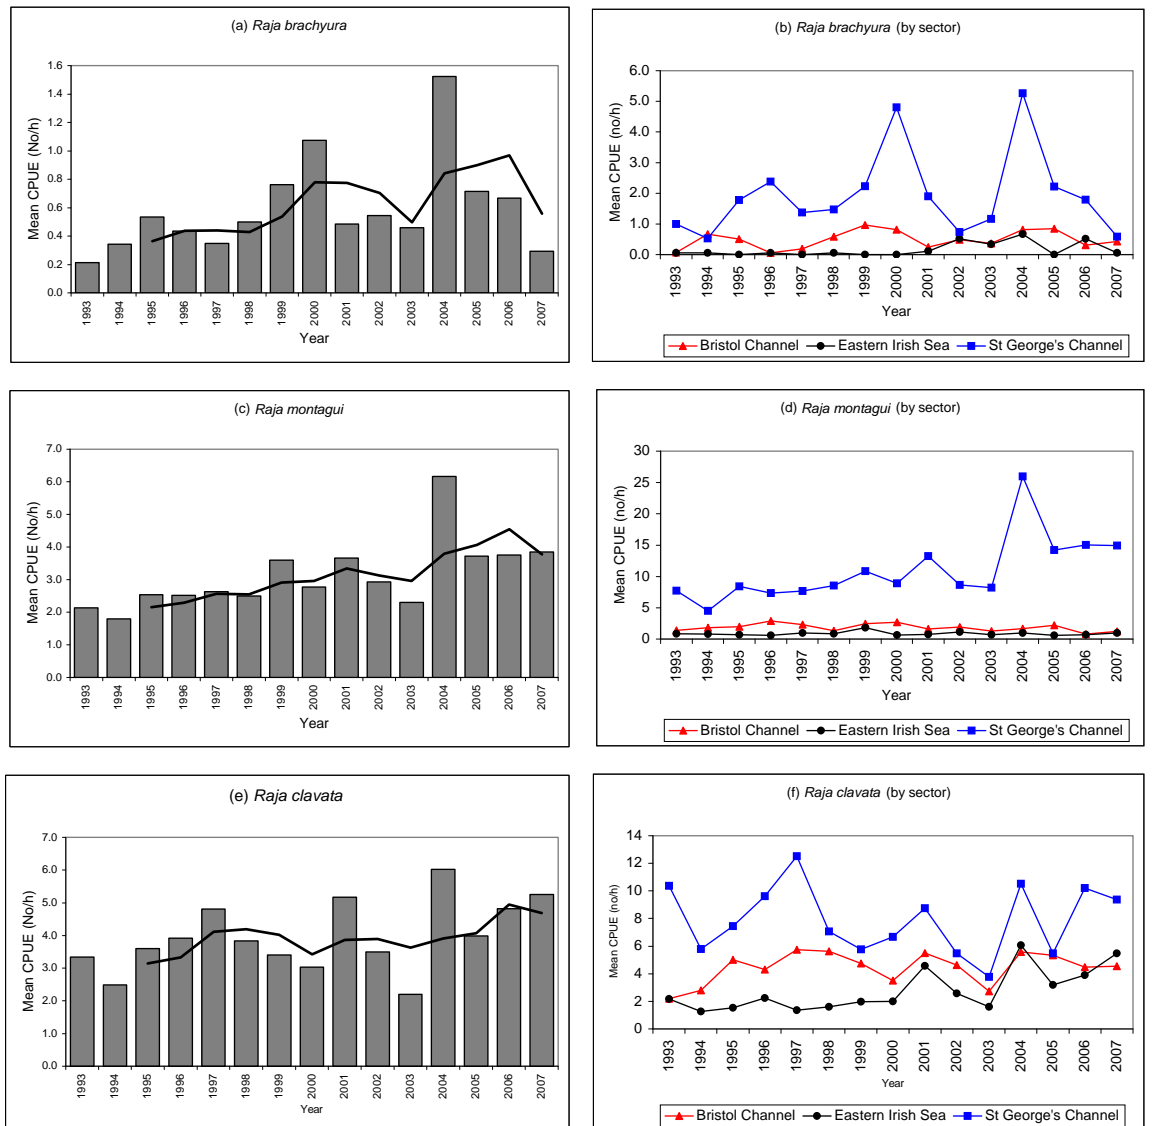 (a) Raja brachyura
Mean CPUE (No/h)
1.6
1.4
1.2
1.0
0.8
0.6
0.4
0.2
0.0
1993 1994 1995 1996 1997 1998 1999 2000 2001 2002 2003 2004 2005 2006 2007
Year
(b) Raja brachyura (by sector)
Mean CPUE (no/h)
6.0
5.0
4.0
3.0
2.0
1.0
0.0
1993 1994 1995 1996 1997 1998 1999 2000 2001 2002 2003 2004 2005 2006 2007
Year
Bristol Channel Eastern Irish Sea St George's Channel
(c) Raja montagui
Mean CPUE (No/h)
7.0
6.0
5.0
4.0
3.0
2.0
1.0
0.0
1993 1994 1995 1996 1997 1998 1999 2000 2001 2002 2003 2004 2005 2006 2007
Year
(d) Raja montagui (by sector)
Mean CPUE (no/h)
30
25
20
15
10
5
0
1993 1994 1995 1996 1997 1998 1999 2000 2001 2002 2003 2004 2005 2006 2007
Year
Bristol Channel Eastern Irish Sea St George's Channel
(e) Raja clavata
Mean CPUE (No/h)
7.0
6.0
5.0
4.0
3.0
2.0
1.0
0.0
1993 1994 1995 1996 1997 1998 1999 2000 2001 2002 2003 2004 2005 2006 2007
Year
(f) Raja clavata (by sector)
Mean CPUE (no/h)
14
12
10
8
6
4
2
0
1993 1994 1995 1996 1997 1998 1999 2000 2001 2002 2003 2004 2005 2006 2007
Year
Bristol Channel Eastern Irish Sea St George's Channel